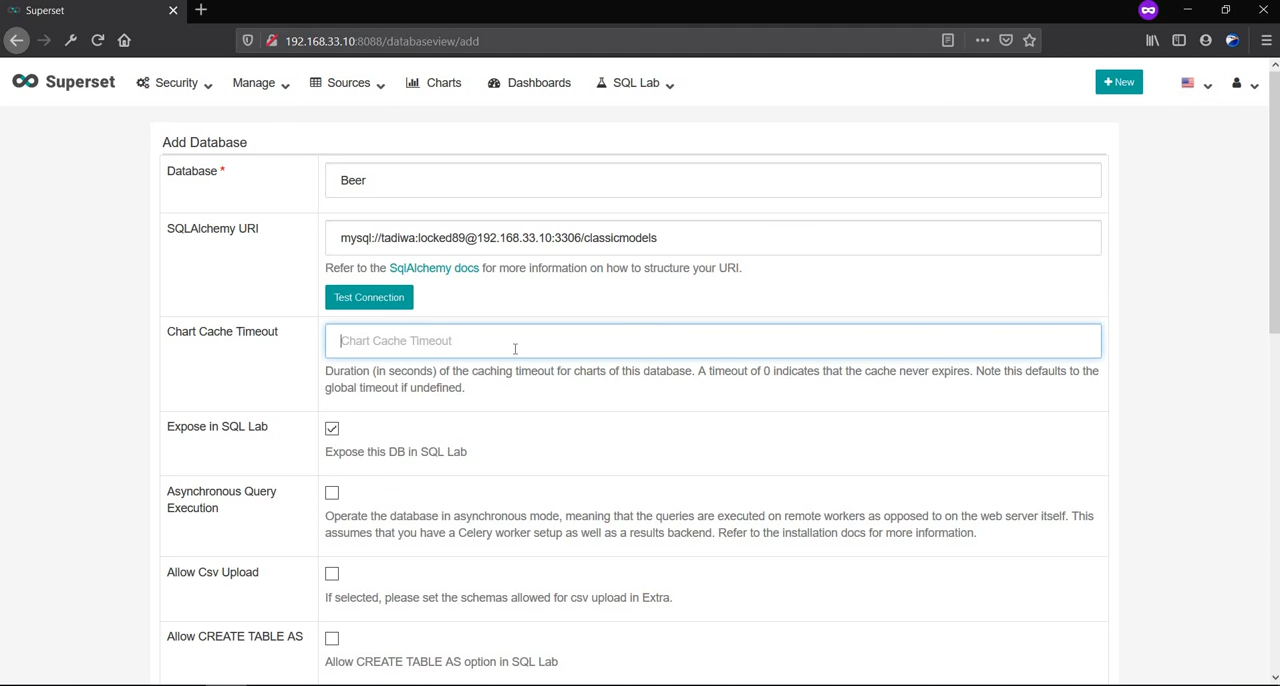 Superset
192.168.33.10:8088/databaseview/add
Superset Security Manage Sources Charts Dashboards SQL Lab + New
Add Database
Database *
Beer
SQLAlchemy URI
mysql://tadiwa:locked89@192.168.33.10:3306/classicmodels
Refer to the SqlAlchemy docs for more information on how to structure your URI.
Test Connection
Chart Cache Timeout
Chart Cache Timeout
Duration (in seconds) of the caching timeout for charts of this database. A timeout of 0 indicates that the cache never expires. Note this defaults to the
global timeout if undefined.
Expose in SQL Lab
Expose this DB in SQL Lab
Asynchronous Query
Execution
Operate the database in asynchronous mode, meaning that the queries are executed on remote workers as opposed to on the web server itself. This
assumes that you have a Celery worker setup as well as a results backend. Refer to the installation docs for more information.
Allow Csv Upload
If selected, please set the schemas allowed for csv upload in Extra.
Allow CREATE TABLE AS
Allow CREATE TABLE AS option in SQL Lab